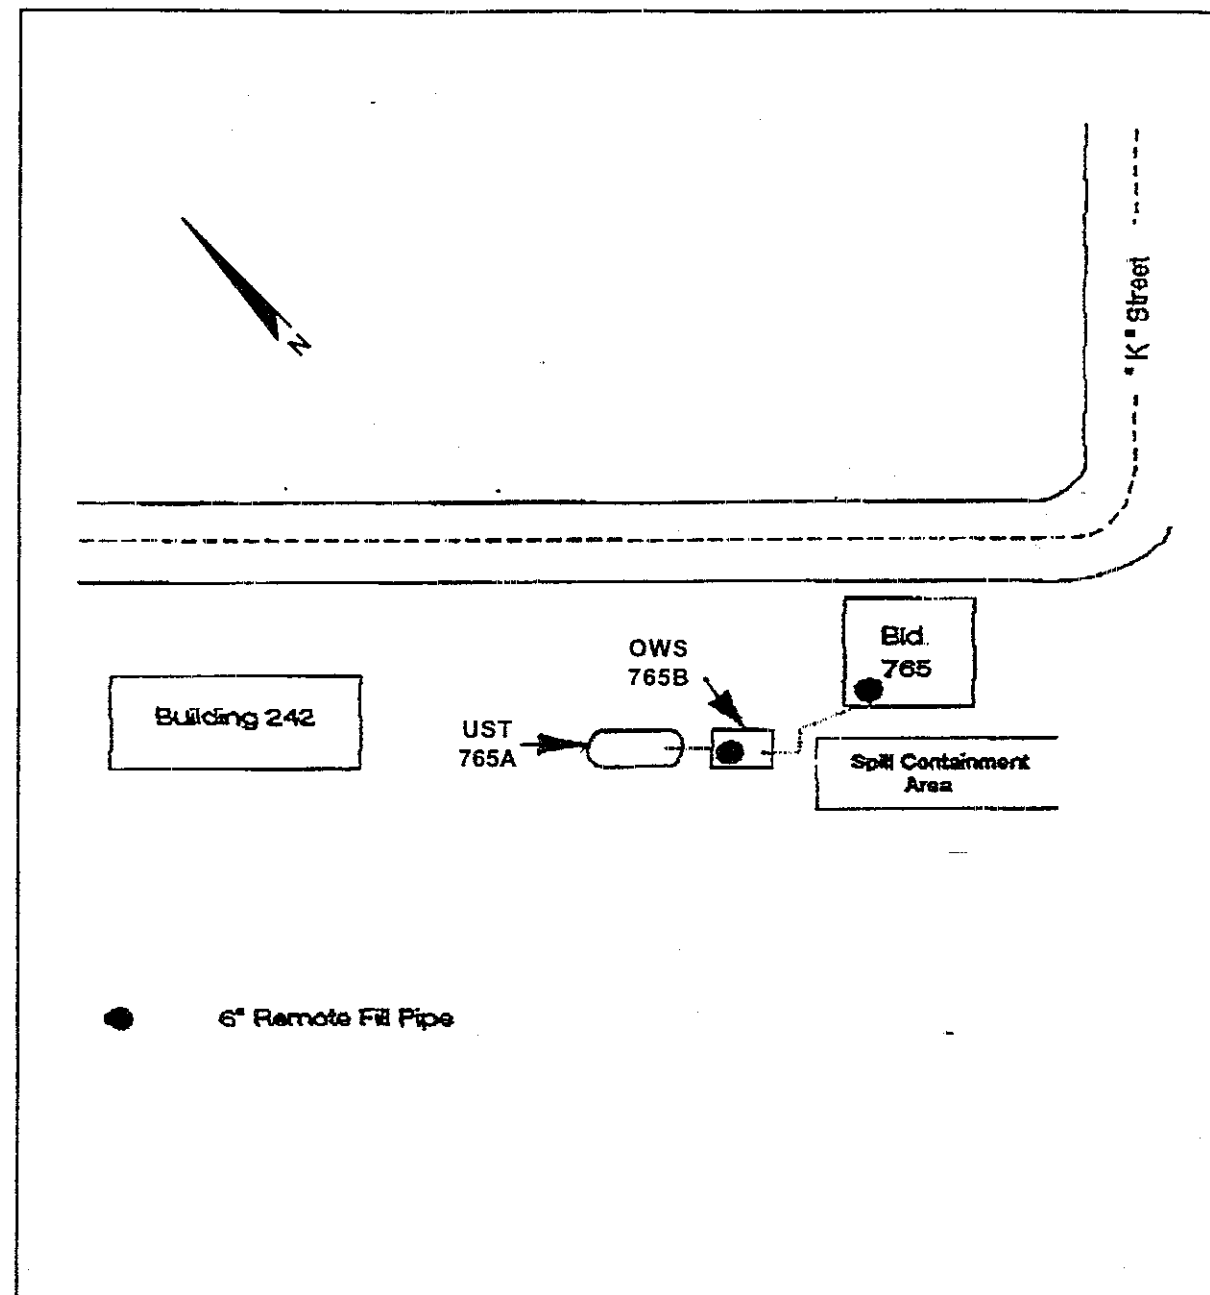 "K" Street
N
Bld.
765
OWS
765B
Building 242
UST
765A
Spill Containment
Area
6" Remote Fill Pipe